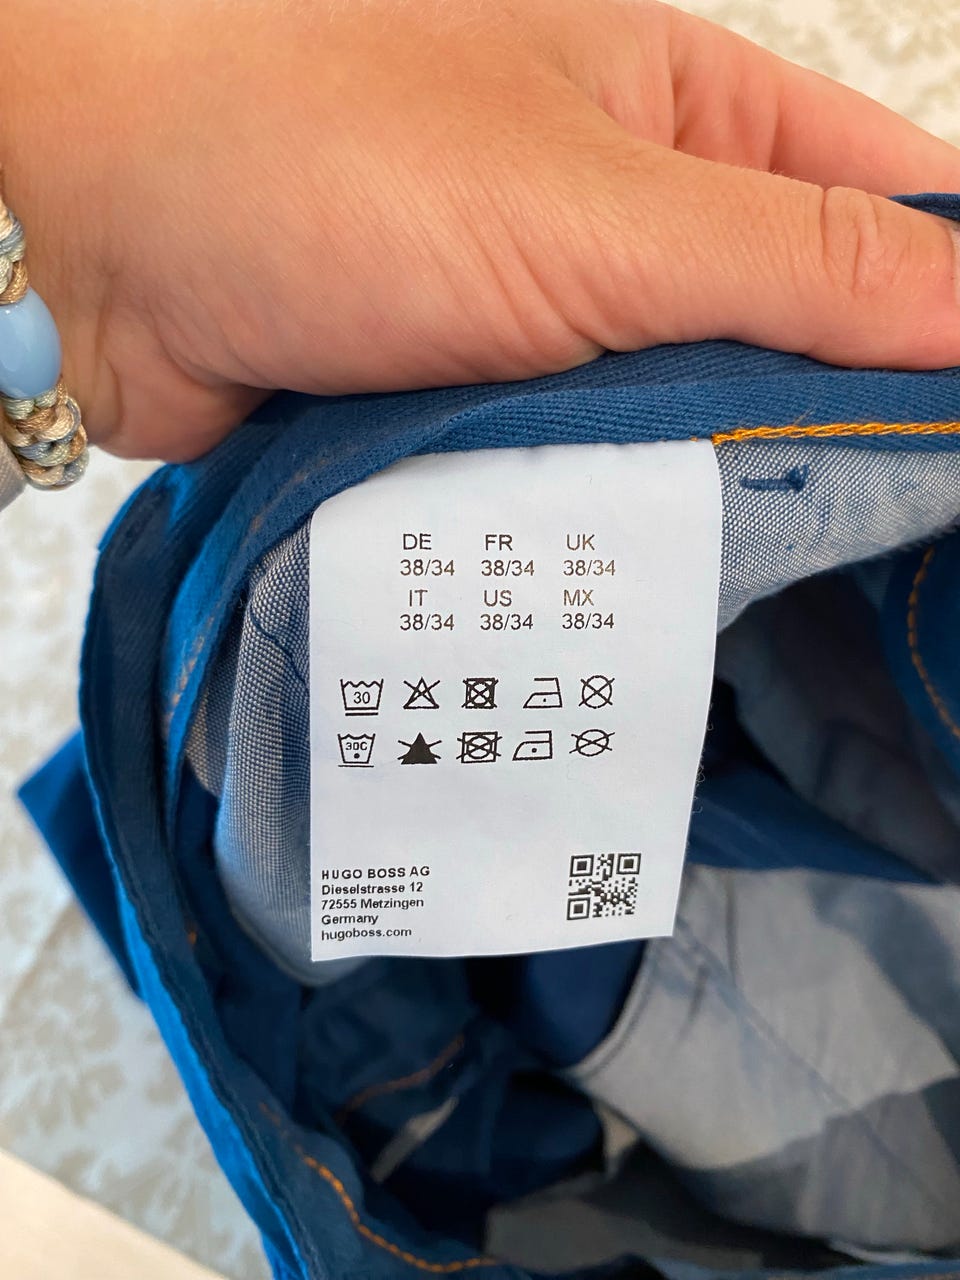 DE FR UK
38/34 38/34 38/34
IT US MX
38/34 38/34 38/34
30
30C
HUGO BOSS AG
Dieselstrasse 12
72555 Metzingen
Germany
hugoboss.com